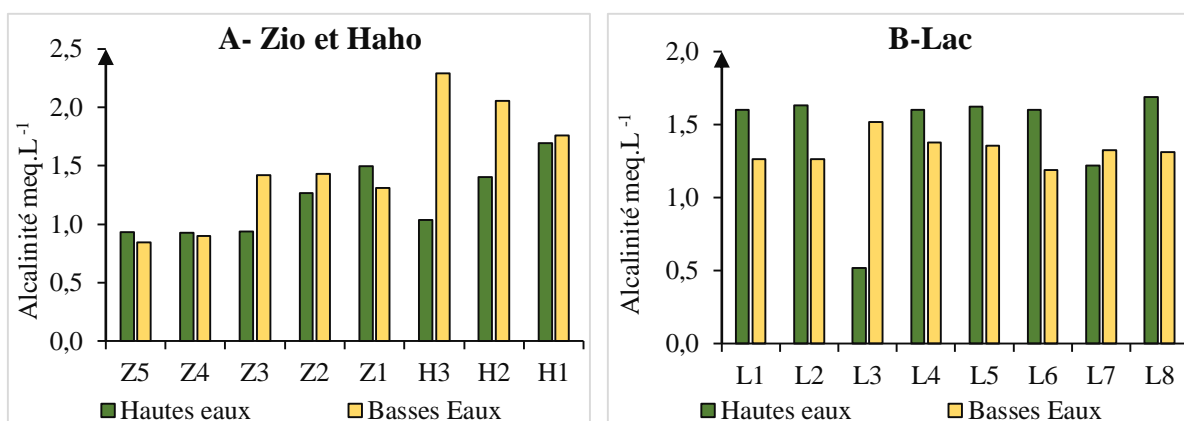 A- Zio et Haho
Alcalinité meq.L -1
2,5
2,0
1,5
1,0
0,5
0,0
Z5 Z4 Z3 Z2 Z1 H3 H2 H1
Hautes eaux Basses Eaux
B-Lac
Alcalinité meq.L -1
2,0
1,5
1,0
0,5
0,0
L1 L2 L3 L4 L5 L6 L7 L8
Hautes eaux Basses Eaux